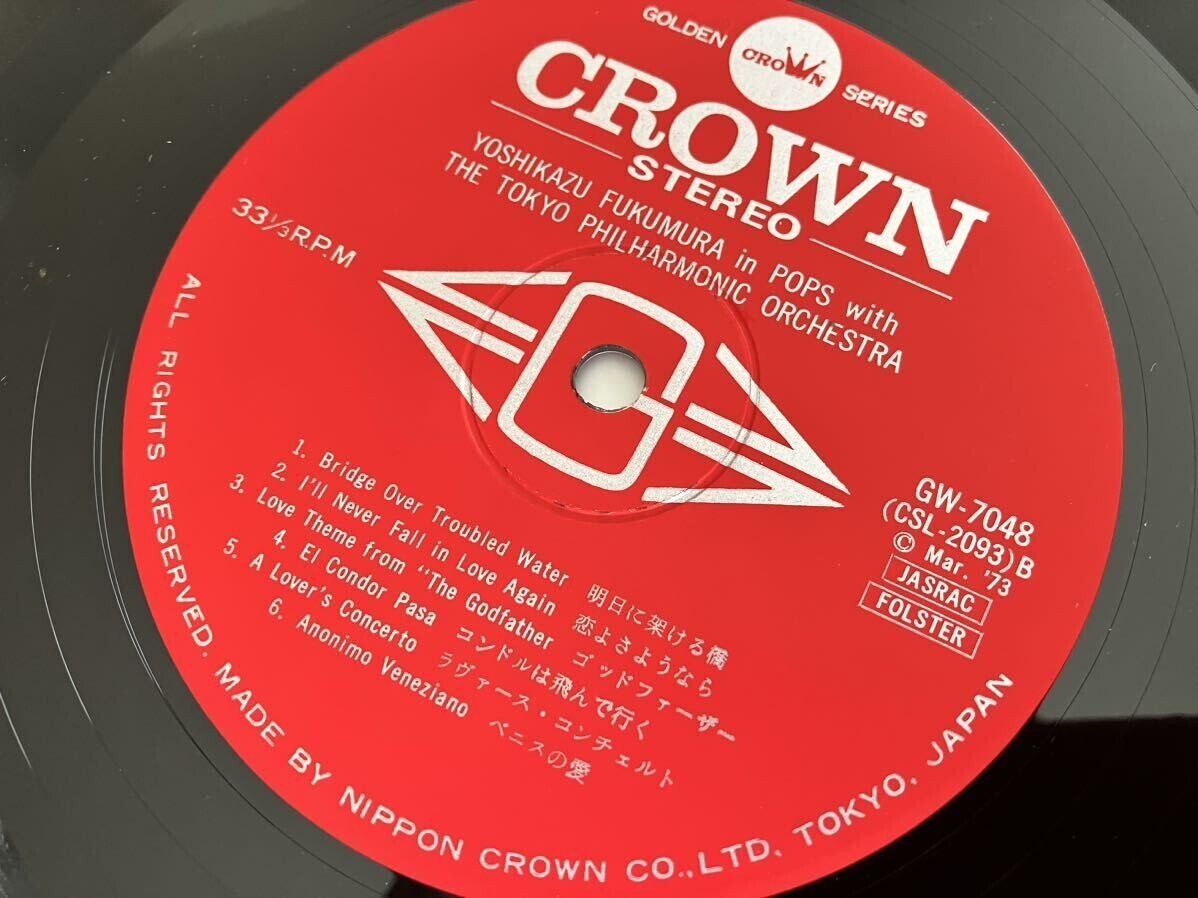 GOLDEN CROWN SERIES
CROWN
STEREO
YOSHIKAZU FUKUMURA in POPS with
THE TOKYO PHILHARMONIC ORCHESTRA
33⅓R.P.M
GW-7048
(CSL-2093)B
© Mar. '73
JASRAC
FOLSTER
1. Bridge Over Troubled Water 明日に架ける橋
2. I'll Never Fall in Love Again 恋よさようなら
3. Love Theme from "The Godfather ゴッドファーザー
4. El Condor Pasa コンドルは飛んで行く
5. A Lover's Concerto ラヴァース・コンチェルト
6. Anonimo Veneziano ベニスの愛
ALL RIGHTS RESERVED. MADE BY NIPPON CROWN CO.,LTD. TOKYO, JAPAN